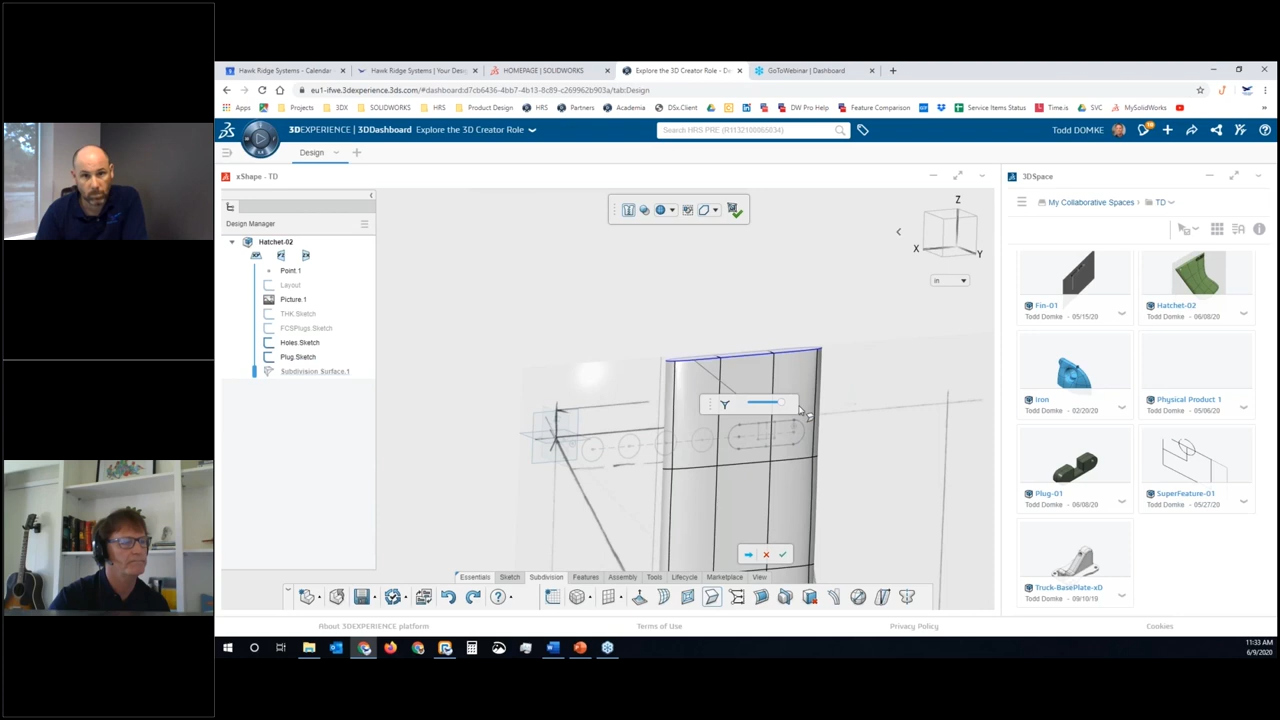 Hawk Ridge Systems - Calendar
Hawk Ridge Systems | Your Desig
HOMEPAGE | SOLIDWORKS
Explore the 3D Creator Role - De
GoToWebinar | Dashboard
eu1-ifwe.3dexperience.3ds.com/#dashboard:d7cb6436-4bb7-4b13-8c89-c269962b903a/tab:Design
Apps
Projects
3DX
SOLIDWORKS
HRS
Product Design
HRS
Partners
Academia
DSx.Client
DW Pro Help
Feature Comparison
Service Items Status
Time.is
SVC
MySolidWorks
3DEXPERIENCE | 3DDashboard Explore the 3D Creator Role
Search HRS PRE (R1132100065034)
Todd DOMKE
Design
xShape - TD
3DSpace
Design Manager
My Collaborative Spaces
TD
Hatchet-02
Point.1
Layout
Picture.1
THK.Sketch
FCSPlugs.Sketch
Holes.Sketch
Plug.Sketch
Subdivision Surface.1
Z
X
Y
in
Fin-01
Todd Domke - 05/15/20
Hatchet-02
Todd Domke - 06/08/20
Iron
Todd Domke - 02/20/20
Physical Product 1
Todd Domke - 05/06/20
Plug-01
Todd Domke - 06/08/20
SuperFeature-01
Todd Domke - 05/27/20
Truck-BasePlate-xD
Todd Domke - 09/10/19
Essentials
Sketch
Subdivision
Features
Assembly
Tools
Lifecycle
Marketplace
View
About 3DEXPERIENCE platform
Terms of Use
Privacy Policy
Cookies
11:33 AM
6/9/2020